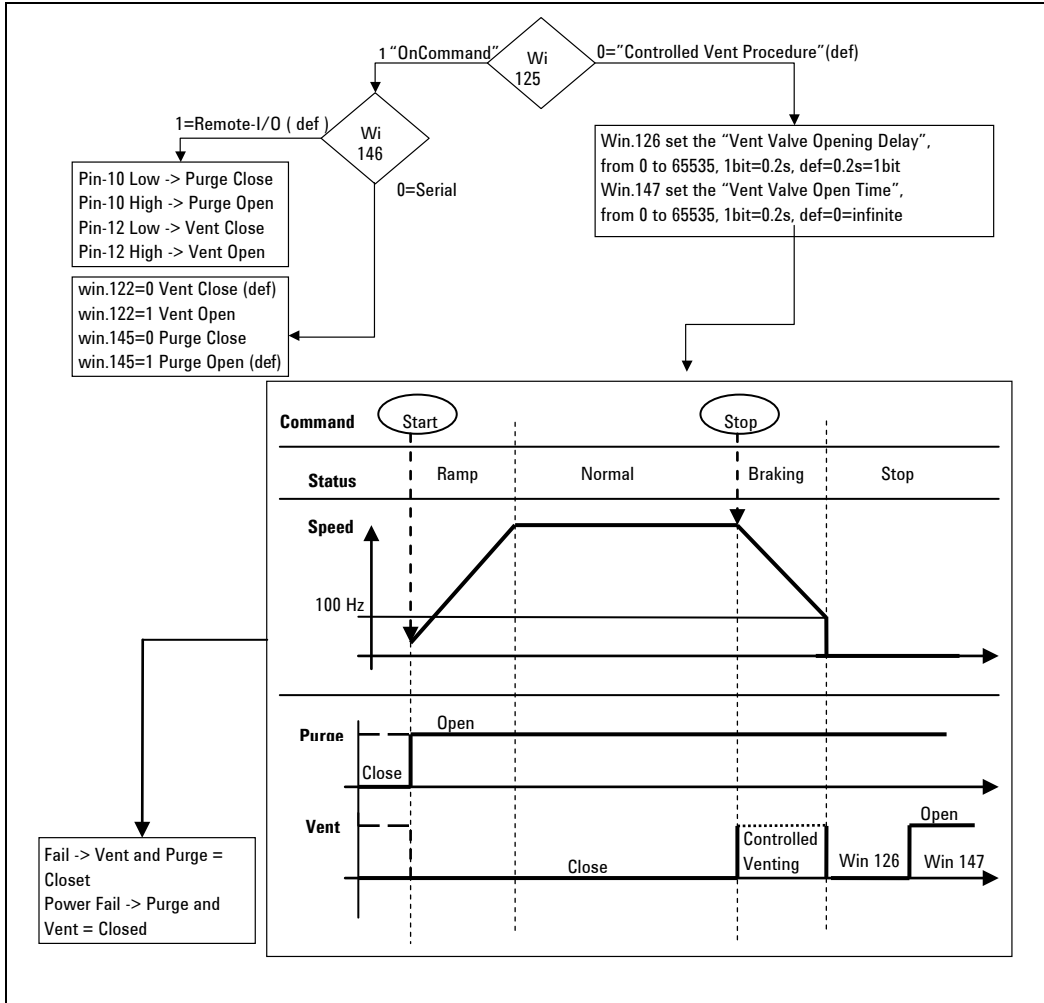 1 “OnCommand”
Wi
125
0=”Controlled Vent Procedure”(def)
1=Remote-I/O ( def )
Wi
146
0=Serial
Pin-10 Low -> Purge Close
Pin-10 High -> Purge Open
Pin-12 Low -> Vent Close
Pin-12 High -> Vent Open
win.122=0 Vent Close (def)
win.122=1 Vent Open
win.145=0 Purge Close
win.145=1 Purge Open (def)
Win.126 set the “Vent Valve Opening Delay”,
from 0 to 65535, 1bit=0.2s, def=0.2s=1bit
Win.147 set the “Vent Valve Open Time”,
from 0 to 65535, 1bit=0.2s, def=0=infinite
Command
Start
Stop
Status
Ramp
Normal
Braking
Stop
Speed
100 Hz
Purge
Open
Close
Vent
Close
Controlled
Venting
Win 126
Open
Win 147
Fail -> Vent and Purge =
Closet
Power Fail -> Purge and
Vent = Closed